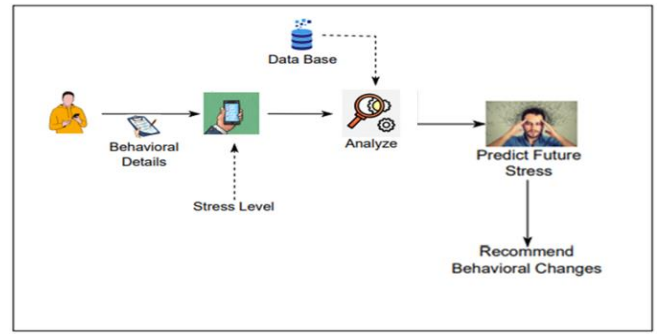 Data Base
Behavioral
Details
Analyze
Predict Future
Stress
Stress Level
Recommend
Behavioral Changes